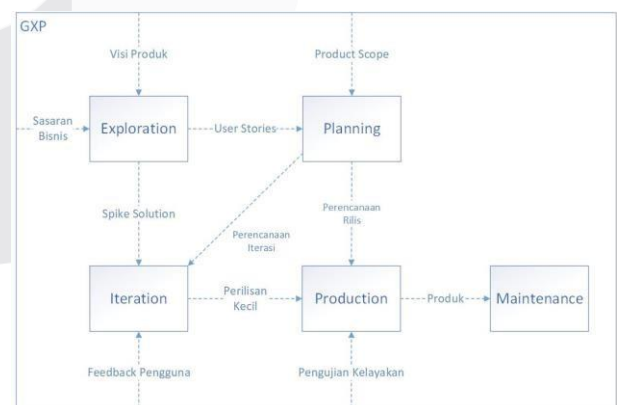 GXP
Visi Produk
Product Scope
Sasaran
Bisnis
Exploration
User Stories
Planning
Spike Solution
Perencanaan
Iterasi
Perencanaan
Rilis
Iteration
Perilisan
Kecil
Production
Produk
Maintenance
Feedback Pengguna
Pengujian Kelayakan